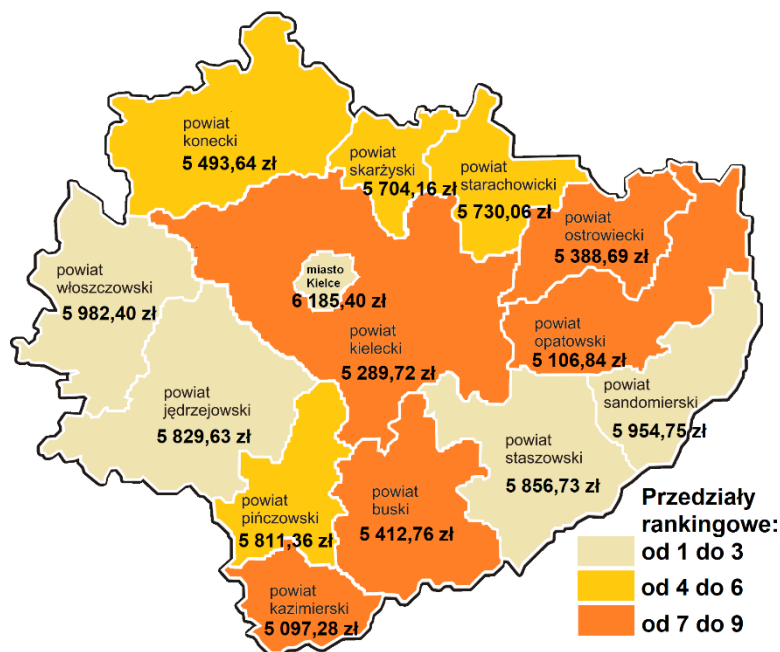 powiat
konecki
5 493,64 zł
powiat
skarżyski
5 704,16 zł
powiat
starachowicki
5 730,06 zł
powiat
ostrowiecki
5 388,69 zł
powiat
włoszczowski
5 982,40 zł
miasto
Kielce
6 185,40 zł
powiat
kielecki
5 289,72 zł
powiat
opatowski
5 106,84 zł
powiat
jędrzejowski
5 829,63 zł
powiat
sandomierski
5 954,75 zł
powiat
staszowski
5 856,73 zł
powiat
pińczowski
5 811,36 zł
powiat
buski
5 412,76 zł
powiat
kazimierski
5 097,28 zł
Przedziały
rankingowe:
od 1 do 3
od 4 do 6
od 7 do 9